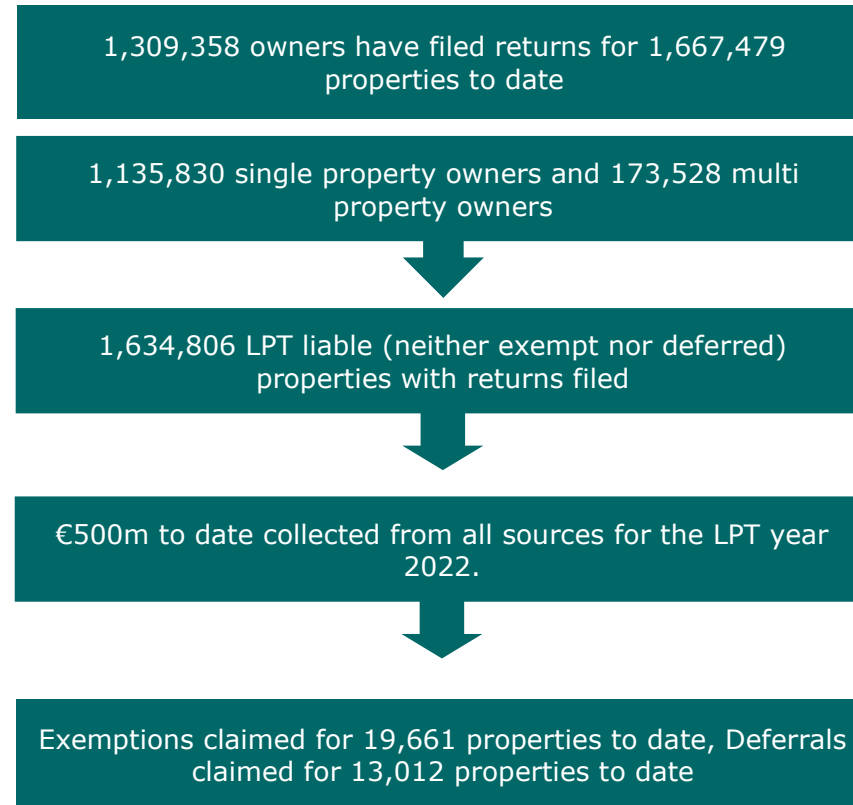 1,309,358 owners have filed returns for 1,667,479
properties to date
1,135,830 single property owners and 173,528 multi
property owners
1,634,806 LPT liable (neither exempt nor deferred)
properties with returns filed
€500m to date collected from all sources for the LPT year
2022.
Exemptions claimed for 19,661 properties to date, Deferrals
claimed for 13,012 properties to date